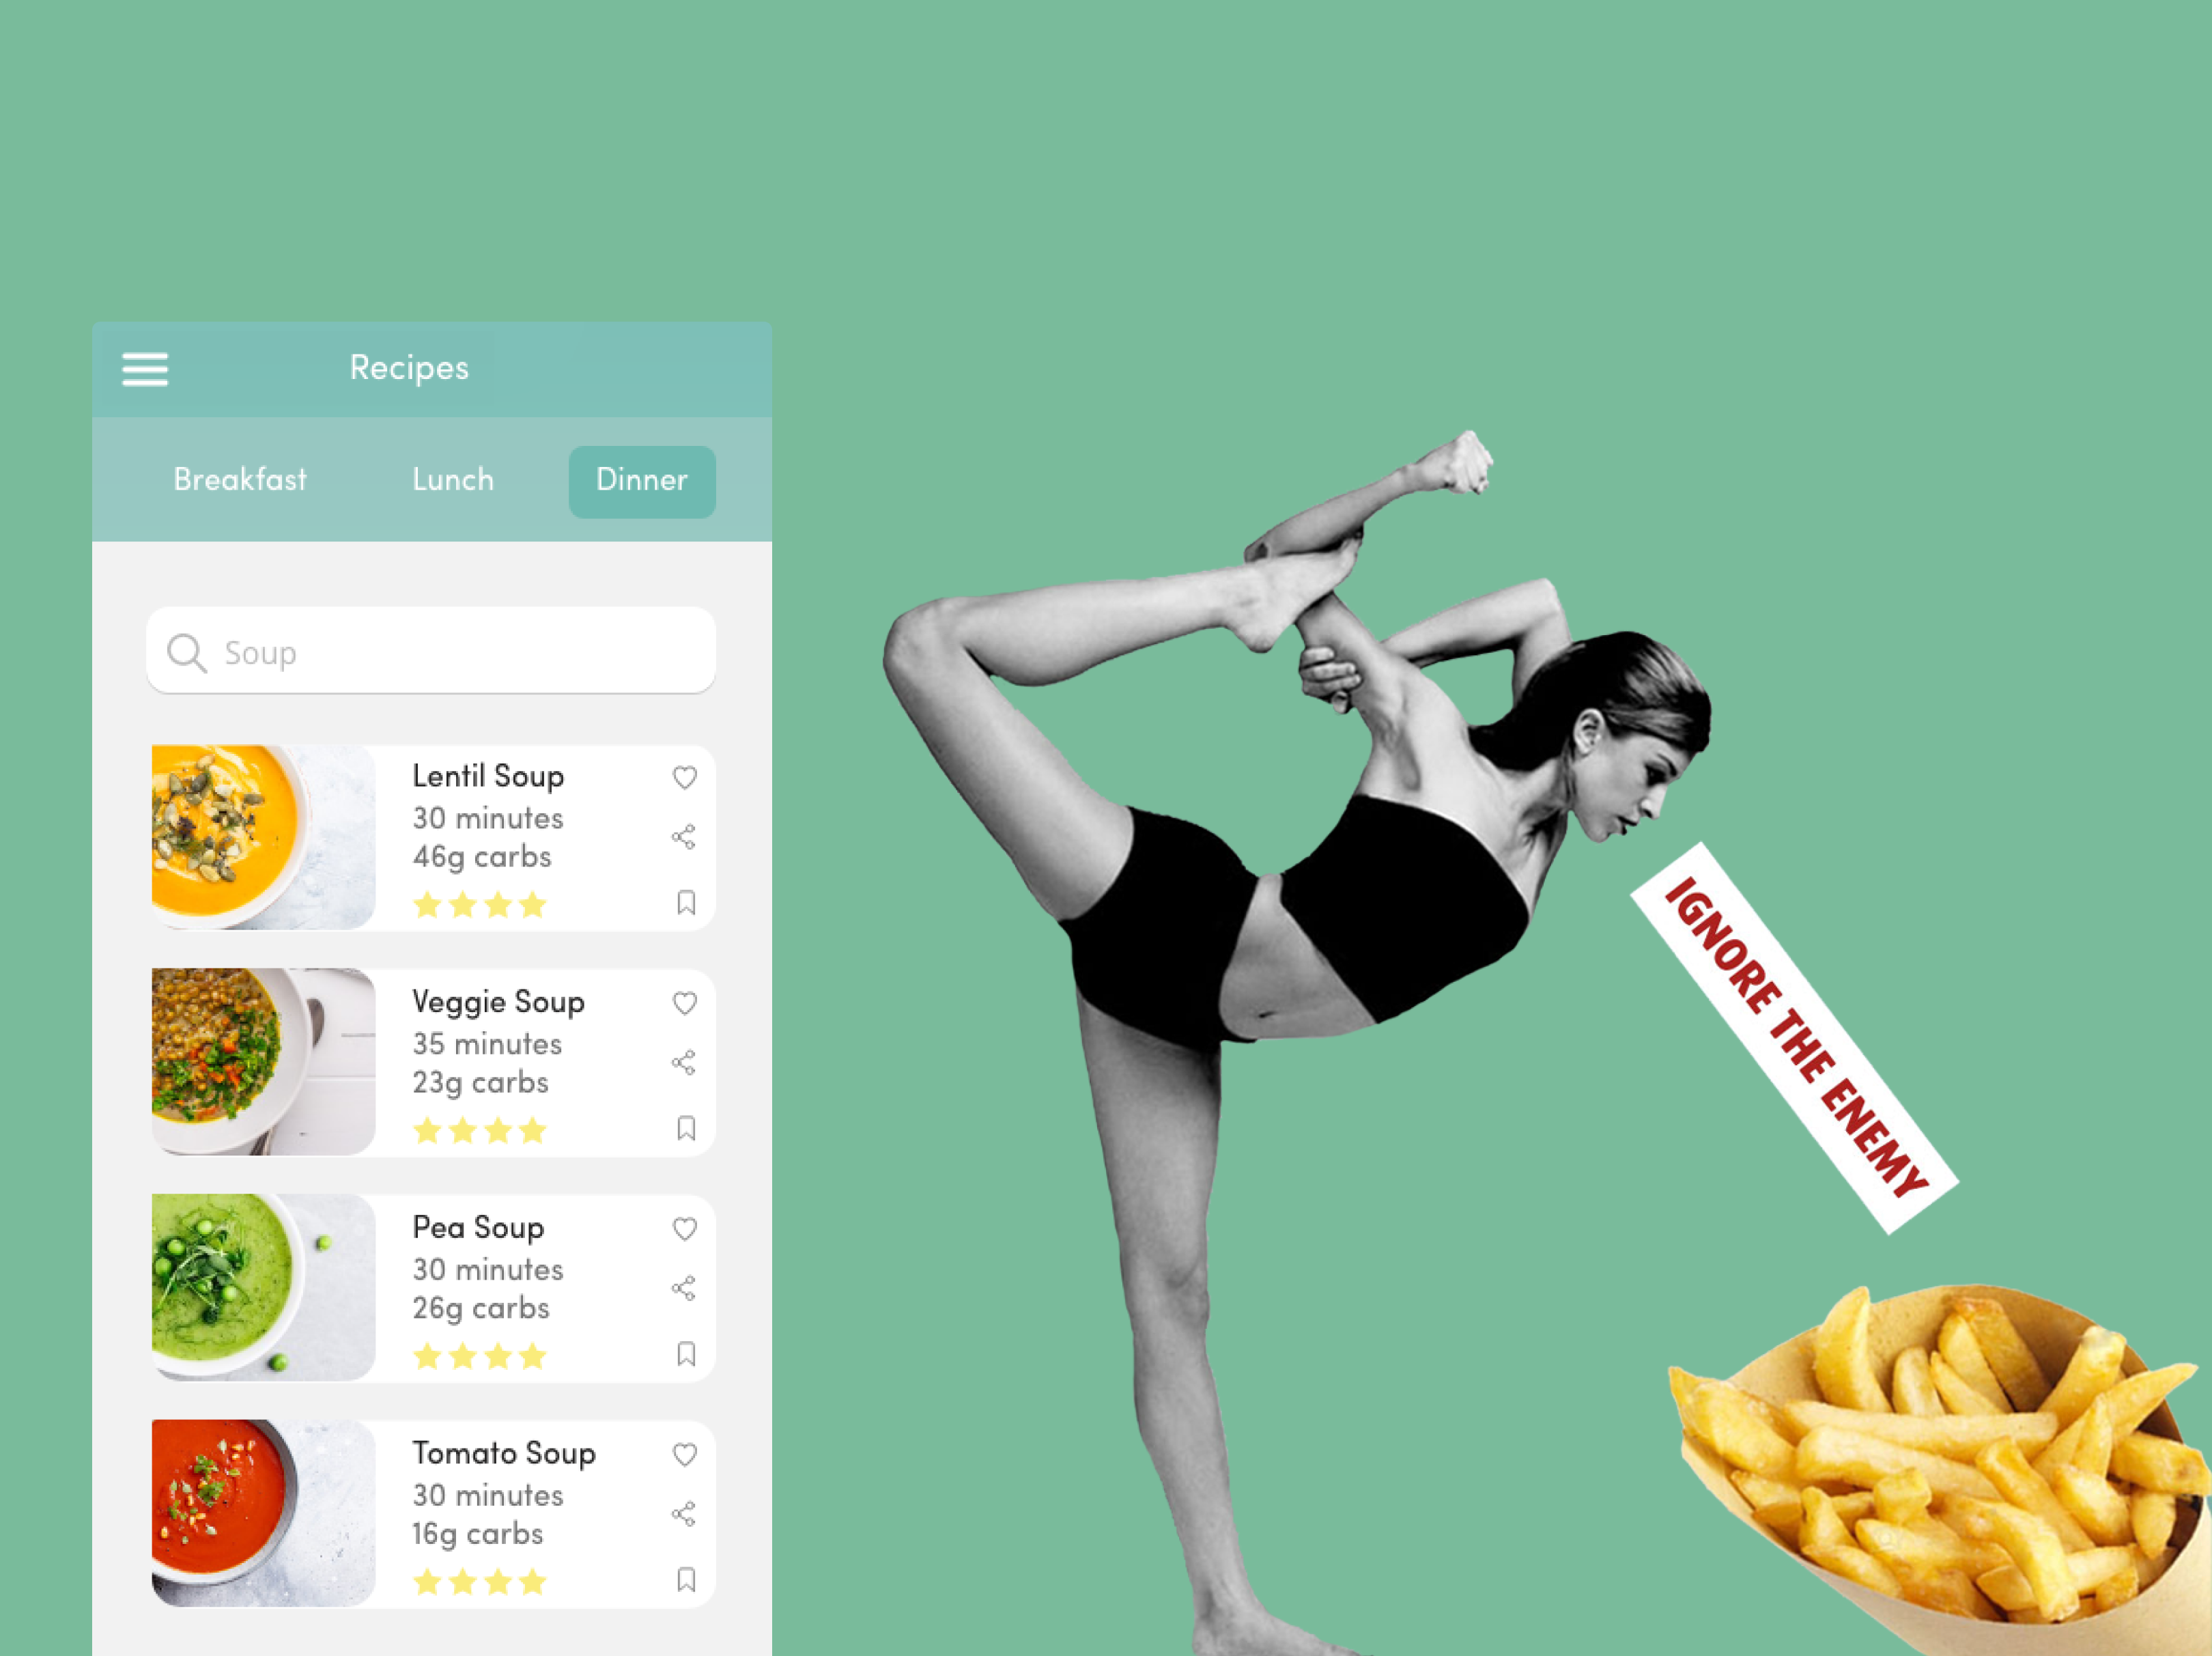 Recipes
Breakfast Lunch Dinner
Soup
Lentil Soup
30 minutes
46g carbs
Veggie Soup
35 minutes
23g carbs
Pea Soup
30 minutes
26g carbs
Tomato Soup
30 minutes
16g carbs
IGNORE THE ENEMY